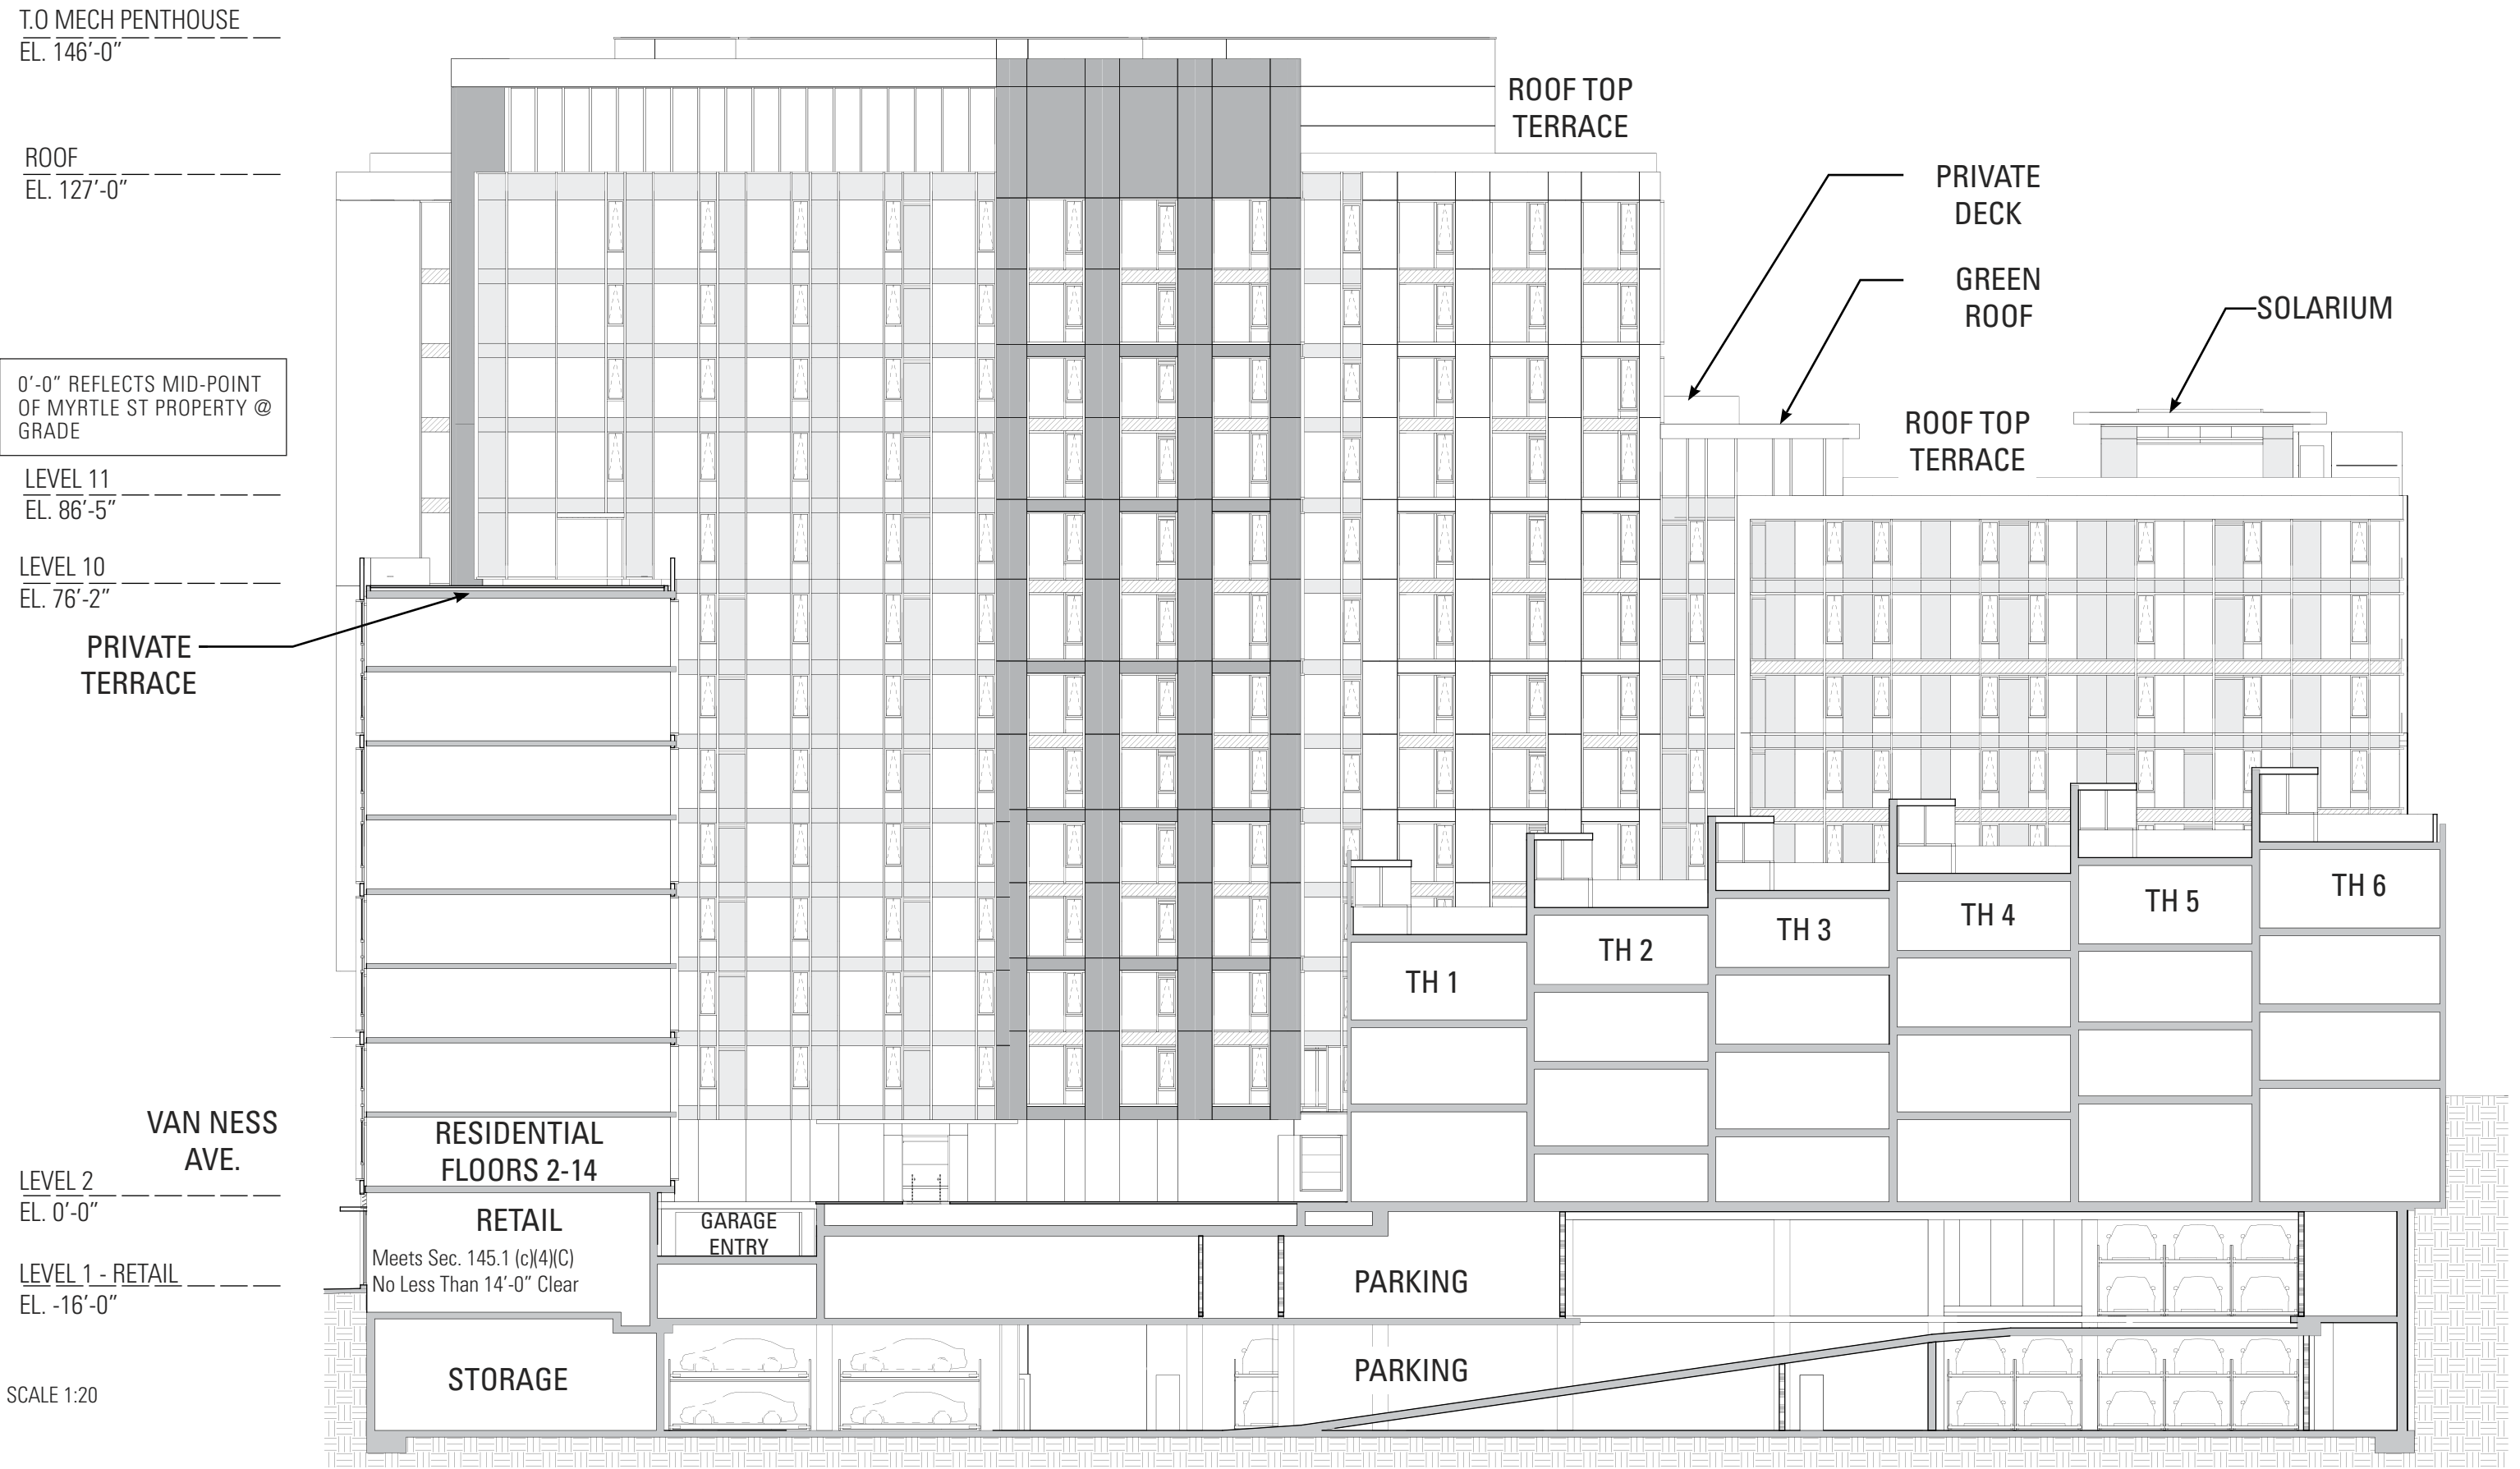 T.O MECH PENTHOUSE
EL. 146'-0"
ROOF
EL. 127'-0"
0'-0" REFLECTS MID-POINT
OF MYRTLE ST PROPERTY @
GRADE
LEVEL 11
EL. 86'-5"
LEVEL 10
EL. 76'-2"
PRIVATE
TERRACE
VAN NESS
AVE.
LEVEL 2
EL. 0'-0"
LEVEL 1 - RETAIL
EL. -16'-0"
SCALE 1:20
ROOF TOP
TERRACE
PRIVATE
DECK
GREEN
ROOF
SOLARIUM
ROOF TOP
TERRACE
TH 1
TH 2
TH 3
TH 4
TH 5
TH 6
RESIDENTIAL
FLOORS 2-14
RETAIL
Meets Sec. 145.1 (c)(4)(C)
No Less Than 14'-0" Clear
GARAGE
ENTRY
PARKING
PARKING
STORAGE